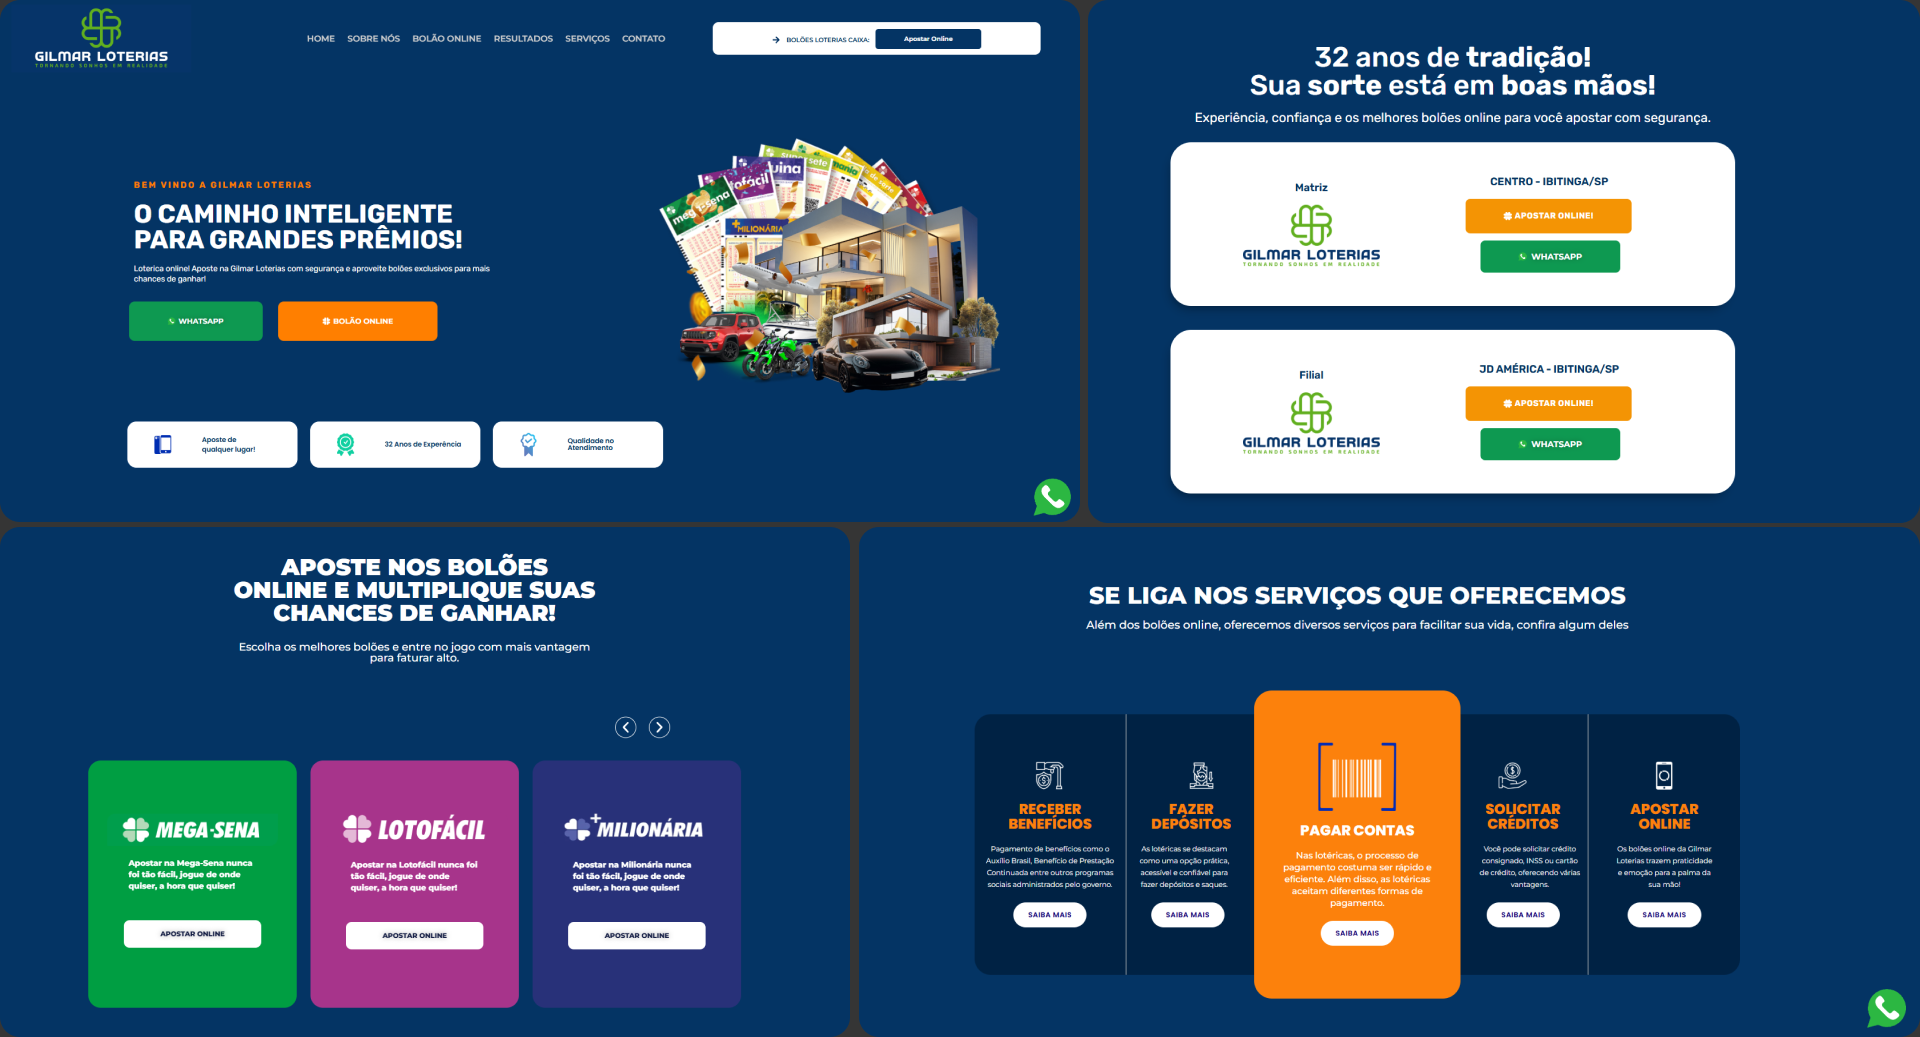 GILMAR LOTERIAS
TORNANDO SONHOS EM REALIDADE
HOME SOBRE NÓS BOLÃO ONLINE RESULTADOS SERVIÇOS CONTATO
BOLÕES LOTERIAS CAIXA: Apostar Online
BEM VINDO A GILMAR LOTERIAS
O CAMINHO INTELIGENTE
PARA GRANDES PRÊMIOS!
Loterica online! Aposte na Gilmar Loterias com segurança e aproveite bolões exclusivos para mais
chances de ganhar!
WHATSAPP
BOLÃO ONLINE
+MILIONÁRIA
Aposte de
qualquer lugar!
32 Anos de Experência
Qualidade no
Atendimento
32 anos de tradição!
Sua sorte está em boas mãos!
Experiência, confiança e os melhores bolões online para você apostar com segurança.
Matriz
GILMAR LOTERIAS
TORNANDO SONHOS EM REALIDADE
CENTRO - IBITINGA/SP
APOSTAR ONLINE!
WHATSAPP
Filial
GILMAR LOTERIAS
TORNANDO SONHOS EM REALIDADE
JD AMÉRICA - IBITINGA/SP
APOSTAR ONLINE!
WHATSAPP
APOSTE NOS BOLÕES
ONLINE E MULTIPLIQUE SUAS
CHANCES DE GANHAR!
Escolha os melhores bolões e entre no jogo com mais vantagem
para faturar alto.
MEGA-SENA
Apostar na Mega-Sena nunca
foi tão fácil, jogue de onde
quiser, a hora que quiser!
APOSTAR ONLINE
LOTOFÁCIL
Apostar na Lotofácil nunca foi
tão fácil, jogue de onde
quiser, a hora que quiser!
APOSTAR ONLINE
+MILIONÁRIA
Apostar na Milionária nunca
foi tão fácil, jogue de onde
quiser, a hora que quiser!
APOSTAR ONLINE
SE LIGA NOS SERVIÇOS QUE OFERECEMOS
Além dos bolões online, oferecemos diversos serviços para facilitar sua vida, confira algum deles
RECEBER
BENEFÍCIOS
Pagamento de benefícios como o
Auxílio Brasil, Benefício de Prestação
Continuada entre outros programas
sociais administrados pelo governo.
SAIBA MAIS
FAZER
DEPÓSITOS
As lotéricas se destacam
como uma opção prática,
acessível e confiável para
fazer depósitos e saques.
SAIBA MAIS
PAGAR CONTAS
Nas lotéricas, o processo de
pagamento costuma ser rápido e
eficiente. Além disso, as lotéricas
aceitam diferentes formas de
pagamento.
SAIBA MAIS
SOLICITAR
CRÉDITOS
Você pode solicitar crédito
consignado, INSS ou cartão
de crédito, oferecendo várias
vantagens.
SAIBA MAIS
APOSTAR
ONLINE
Os bolões online da Gilmar
Loterias trazem praticidade
e emoção para a palma da
sua mão!
SAIBA MAIS